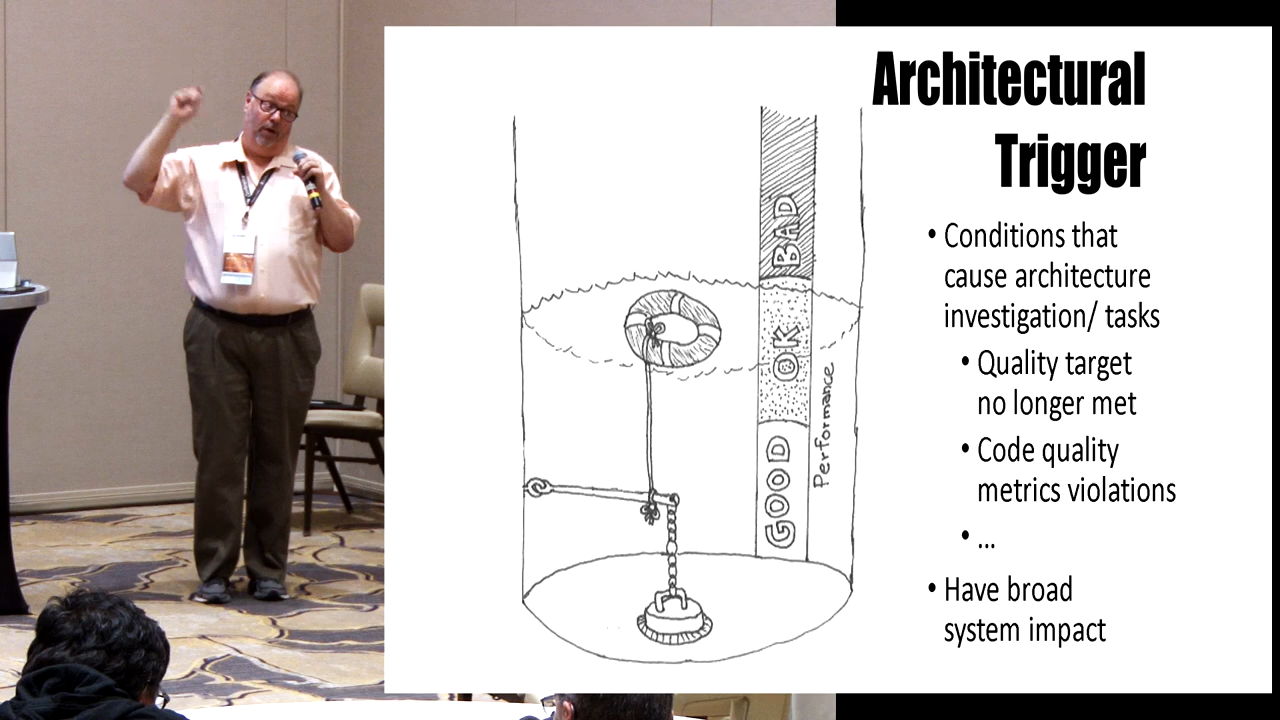 Architectural
Trigger
• Conditions that
cause architecture
investigation/ tasks
• Quality target
no longer met
• Code quality
metrics violations
• ...
• Have broad
system impact
BAD
OK
GOOD
Performance